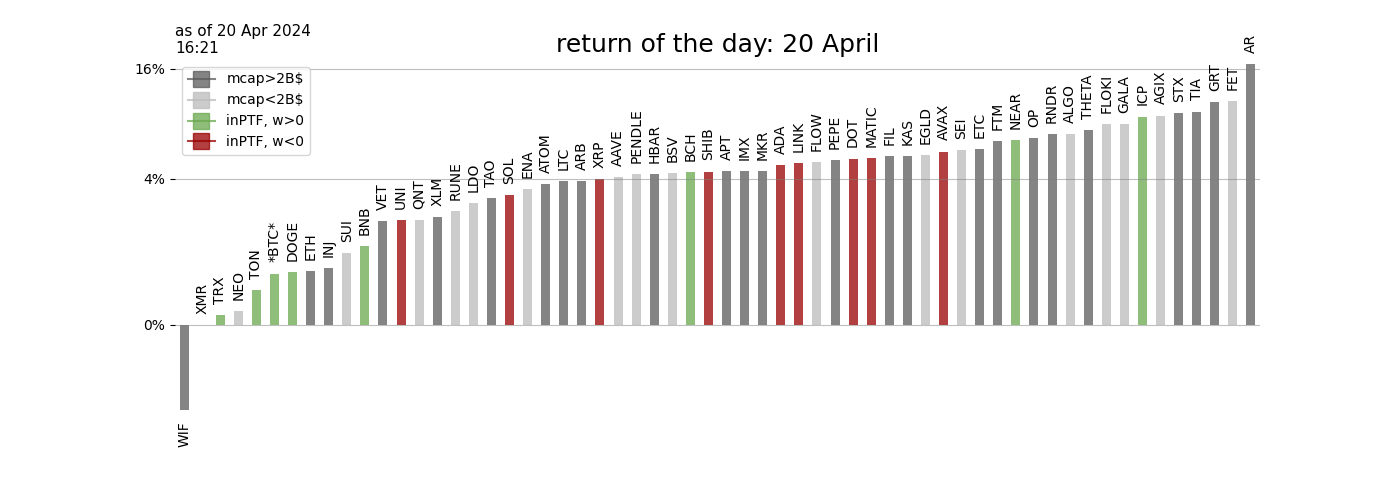 as of 20 Apr 2024
16:21
return of the day: 20 April
mcap>2B$
mcap<2B$
inPTF, w>0
inPTF, w<0
16%
4%
0%
WIF
XMR
TRX
NEO
TON
*BTC*
DOGE
ETH
INJ
SUI
BNB
VET
UNI
QNT
XLM
RUNE
LDO
TAO
SOL
ENA
ATOM
LTC
ARB
XRP
AAVE
PENDLE
HBAR
BSV
BCH
SHIB
APT
IMX
MKR
ADA
LINK
FLOW
PEPE
DOT
MATIC
FIL
KAS
EGLD
AVAX
SEI
ETC
FTM
NEAR
OP
RNDR
ALGO
THETA
FLOKI
GALA
ICP
AGIX
STX
TIA
GRT
FET
AR